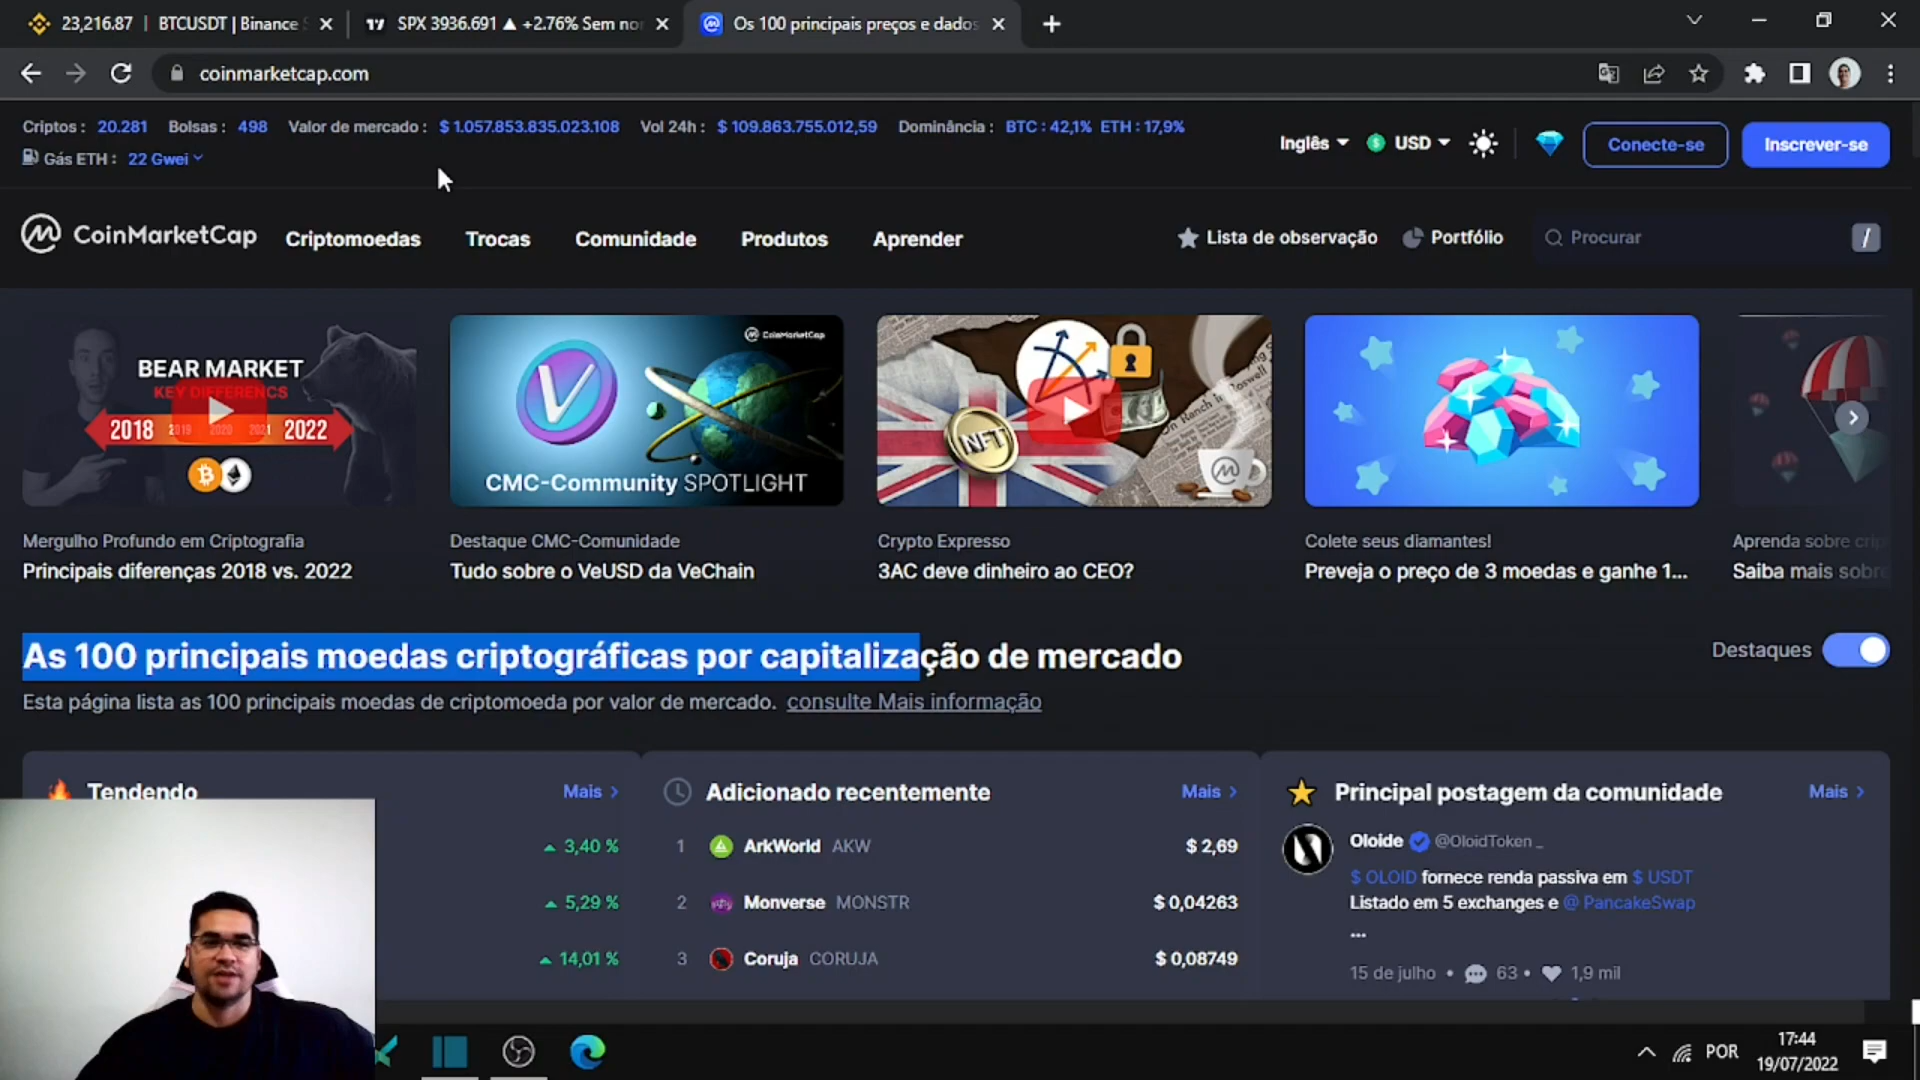 23,216.87 | BTCUSDT | Binance S
SPX 3936.691 ▲ +2.76% Sem no
Os 100 principais preços e dados
coinmarketcap.com
Criptos : 20.281 Bolsas : 498 Valor de mercado : $ 1.057.853.835.023.108 Vol 24h : $ 109.863.755.012,59 Dominância : BTC : 42,1% ETH : 17,9%
Gás ETH : 22 Gwei
Inglês USD Conecte-se Inscrever-se
CoinMarketCap Criptomoedas Trocas Comunidade Produtos Aprender Lista de observação Portfólio Procurar /
BEAR MARKET
KEY DIFFERENCS
2018 2019 2020 2021 2022
CoinMarketCap
CMC-Community SPOTLIGHT
NFT
Mergulho Profundo em Criptografia
Principais diferenças 2018 vs. 2022
Destaque CMC-Comunidade
Tudo sobre o VeUSD da VeChain
Crypto Expresso
3AC deve dinheiro ao CEO?
Colete seus diamantes!
Preveja o preço de 3 moedas e ganhe 1...
Aprenda sobre crip
Saiba mais sobre
As 100 principais moedas criptográficas por capitalização de mercado
Destaques
Esta página lista as 100 principais moedas de criptomoeda por valor de mercado. consulte Mais informação
Tendendo Mais >
3,40 %
5,29 %
14,01 %
Adicionado recentemente Mais >
1 ArkWorld AKW $ 2,69
2 Monverse MONSTR $ 0,04263
3 Coruja CORUJA $ 0,08749
Principal postagem da comunidade Mais >
Oloide @OloidToken _
$ OLOID fornece renda passiva em $ USDT
Listado em 5 exchanges e @ PancakeSwap
...
15 de julho • 63 • 1,9 mil
POR
17:44
19/07/2022